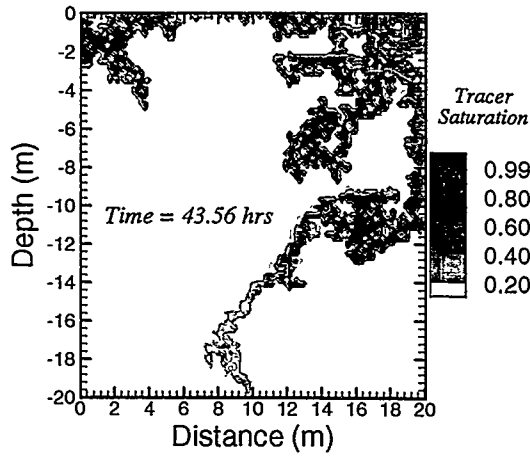 -0
-2
-4
-6
-8
-10
-12
-14
-16
-18
-20
Depth (m)
Time = 43.56 hrs
0 2 4 6 8 10 12 14 16 18 20
Distance (m)
Tracer
Saturation
0.99
0.80
0.60
0.40
0.20